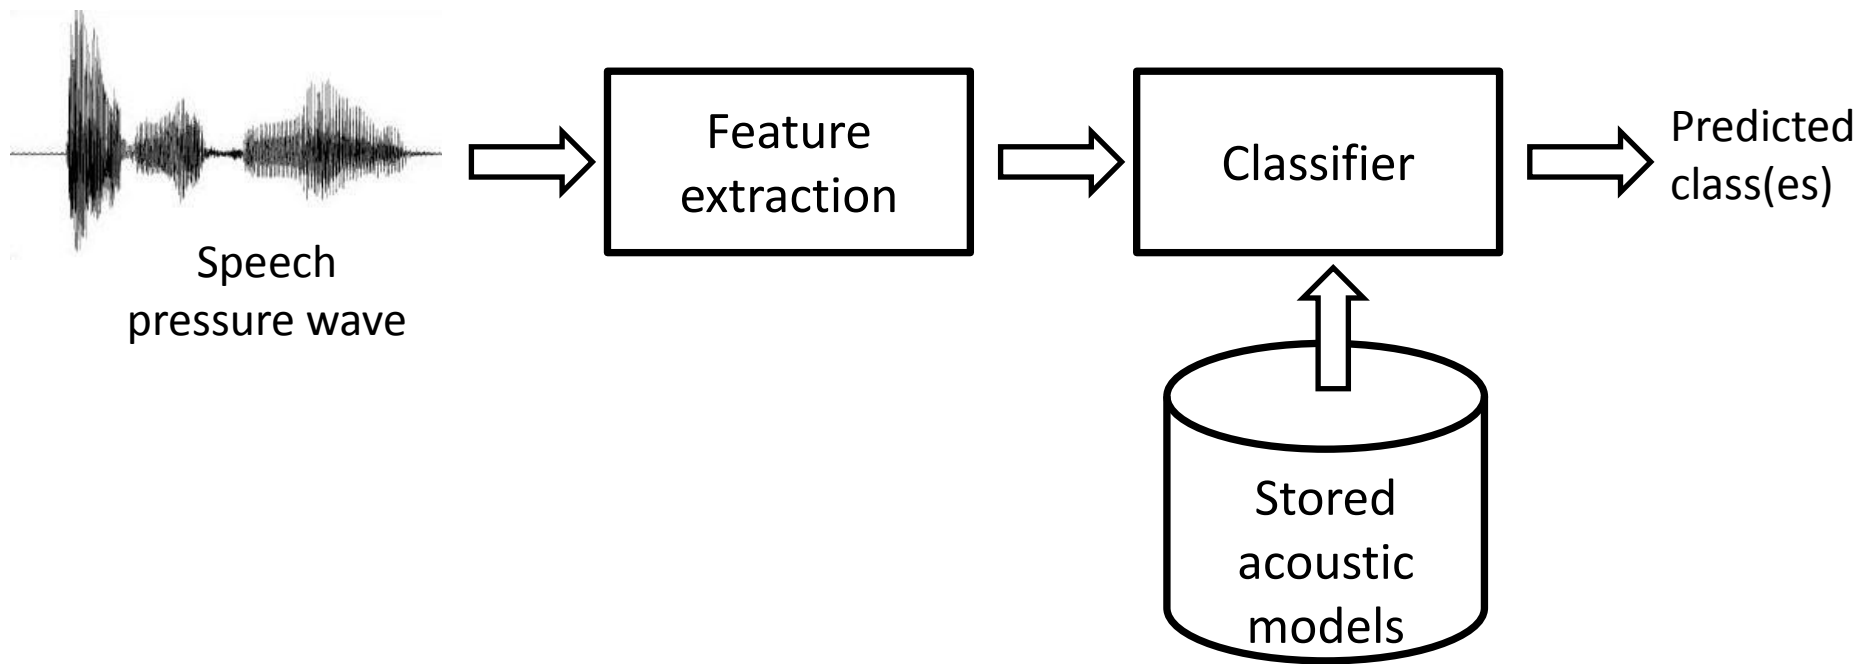 Speech
pressure wave
Feature
extraction
Classifier
Predicted
class(es)
Stored
acoustic
models